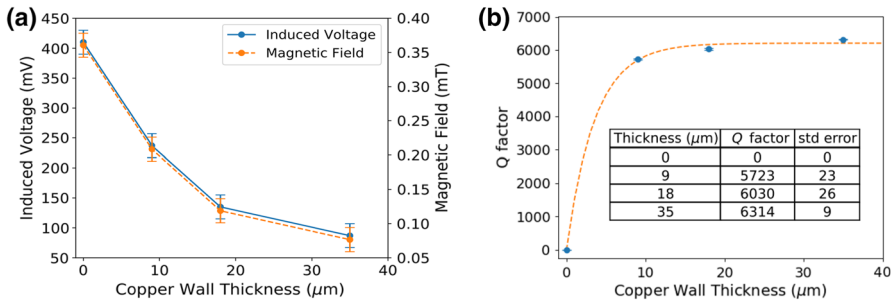 (a)
450
400
350
300
250
200
150
100
50
Induced Voltage (mV)
0
10
20
30
40
Copper Wall Thickness (μm)
0.40
0.35
0.30
0.25
0.20
0.15
0.10
0.05
Magnetic Field (mT)
Induced Voltage
Magnetic Field
(b)
7000
6000
5000
4000
3000
2000
1000
0
Q factor
0
10
20
30
40
Copper Wall Thickness (μm)
Thickness (μm) Q factor std error
0 0 0
9 5723 23
18 6030 26
35 6314 9